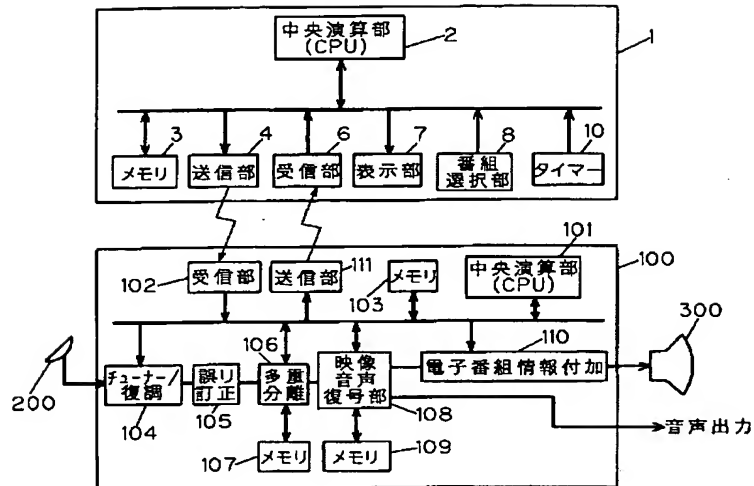 中央演算部
(CPU)
2
1
3
4
6
7
8
10
メモリ
送信部
受信部
表示部
番組
選択部
タイマー
101
102
受信部
送信部
111
メモリ
103
中央演算部
(CPU)
100
300
106
110
200
チューナー/
復調
104
誤り
訂正
105
多重
分離
映像
音声
復号部
108
電子番組情報付加
音声出力
107
メモリ
メモリ
109